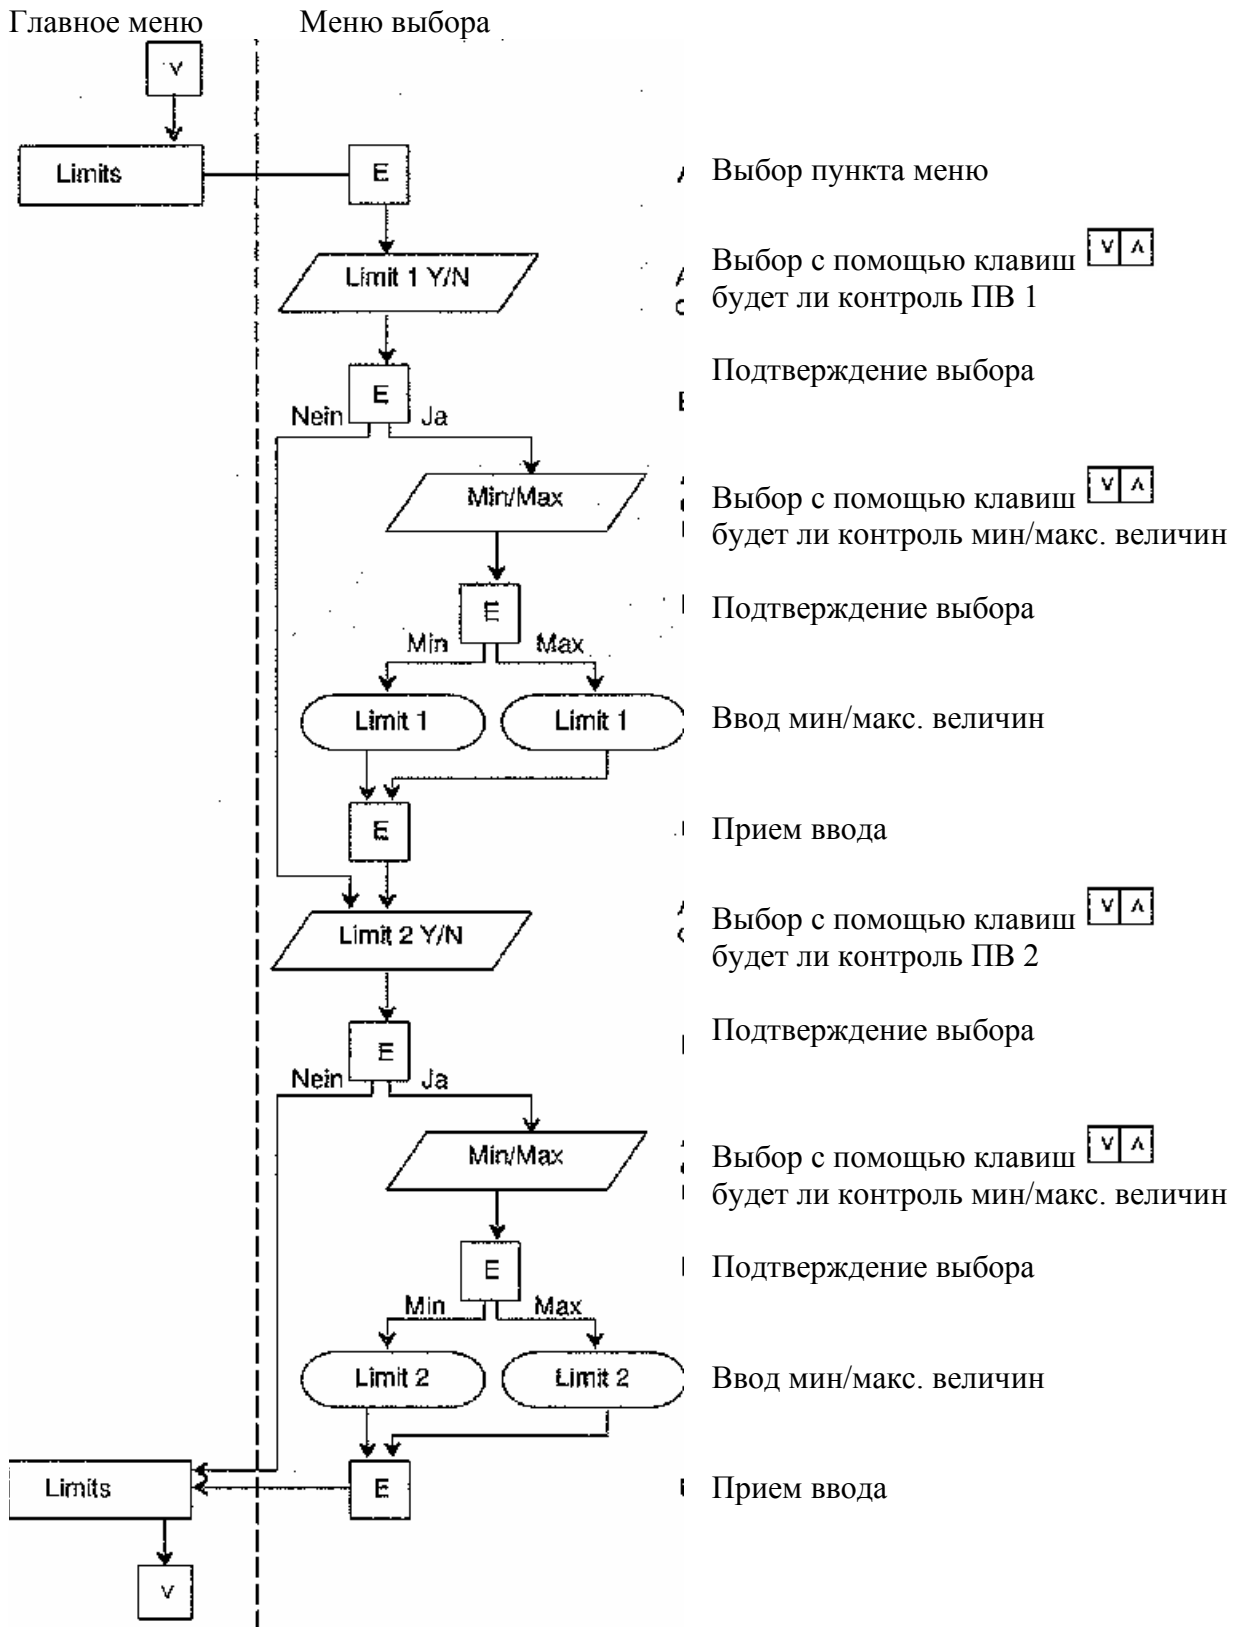 Главное меню Меню выбора
v
Limits E Выбор пункта меню
Limit 1 Y/N Выбор с помощью клавиш v ʌ
будет ли контроль ПВ 1
E Подтверждение выбора
Nein Ja
Min/Max Выбор с помощью клавиш v ʌ
будет ли контроль мин/макс. величин
E Подтверждение выбора
Min Max
Limit 1 Limit 1 Ввод мин/макс. величин
E Прием ввода
Limit 2 Y/N Выбор с помощью клавиш v ʌ
будет ли контроль ПВ 2
E Подтверждение выбора
Nein Ja
Min/Max Выбор с помощью клавиш v ʌ
будет ли контроль мин/макс. величин
E Подтверждение выбора
Min Max
Limit 2 Limit 2 Ввод мин/макс. величин
Limits E Прием ввода
v